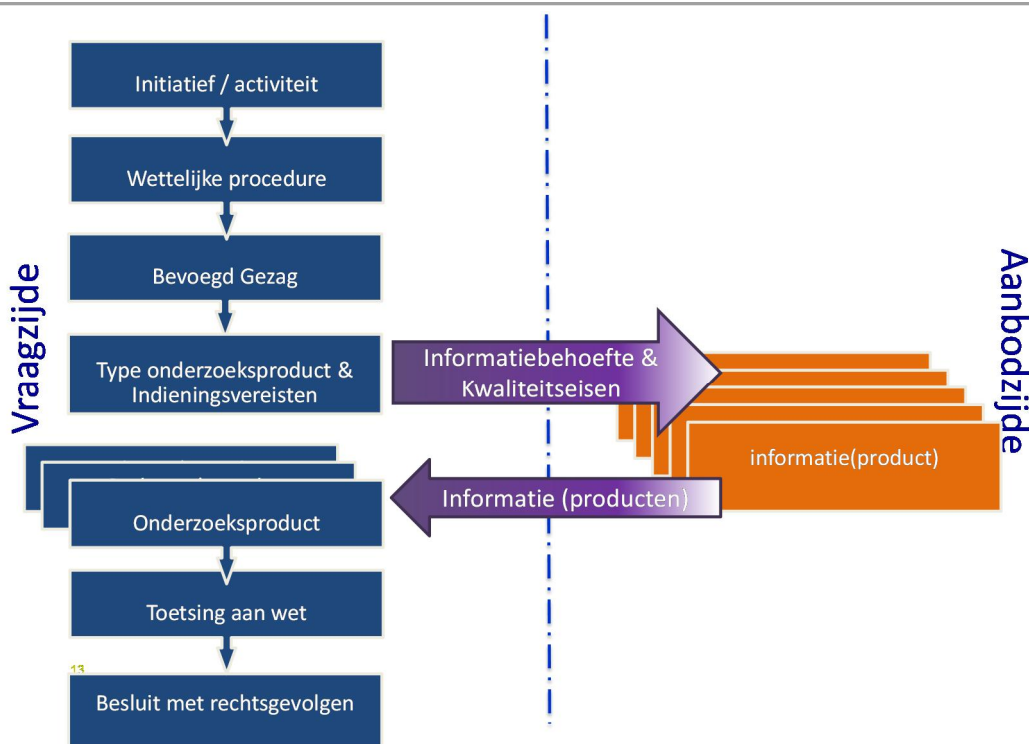 Initiatief / activiteit
Wettelijke procedure
Bevoegd Gezag
Type onderzoeksproduct &
Indieningsvereisten
Vraagzijde
Informatiebehoefte &
Kwaliteitseisen
Aanbodzijde
informatie(product)
Informatie (producten)
Onderzoeksproduct
Toetsing aan wet
13
Besluit met rechtsgevolgen